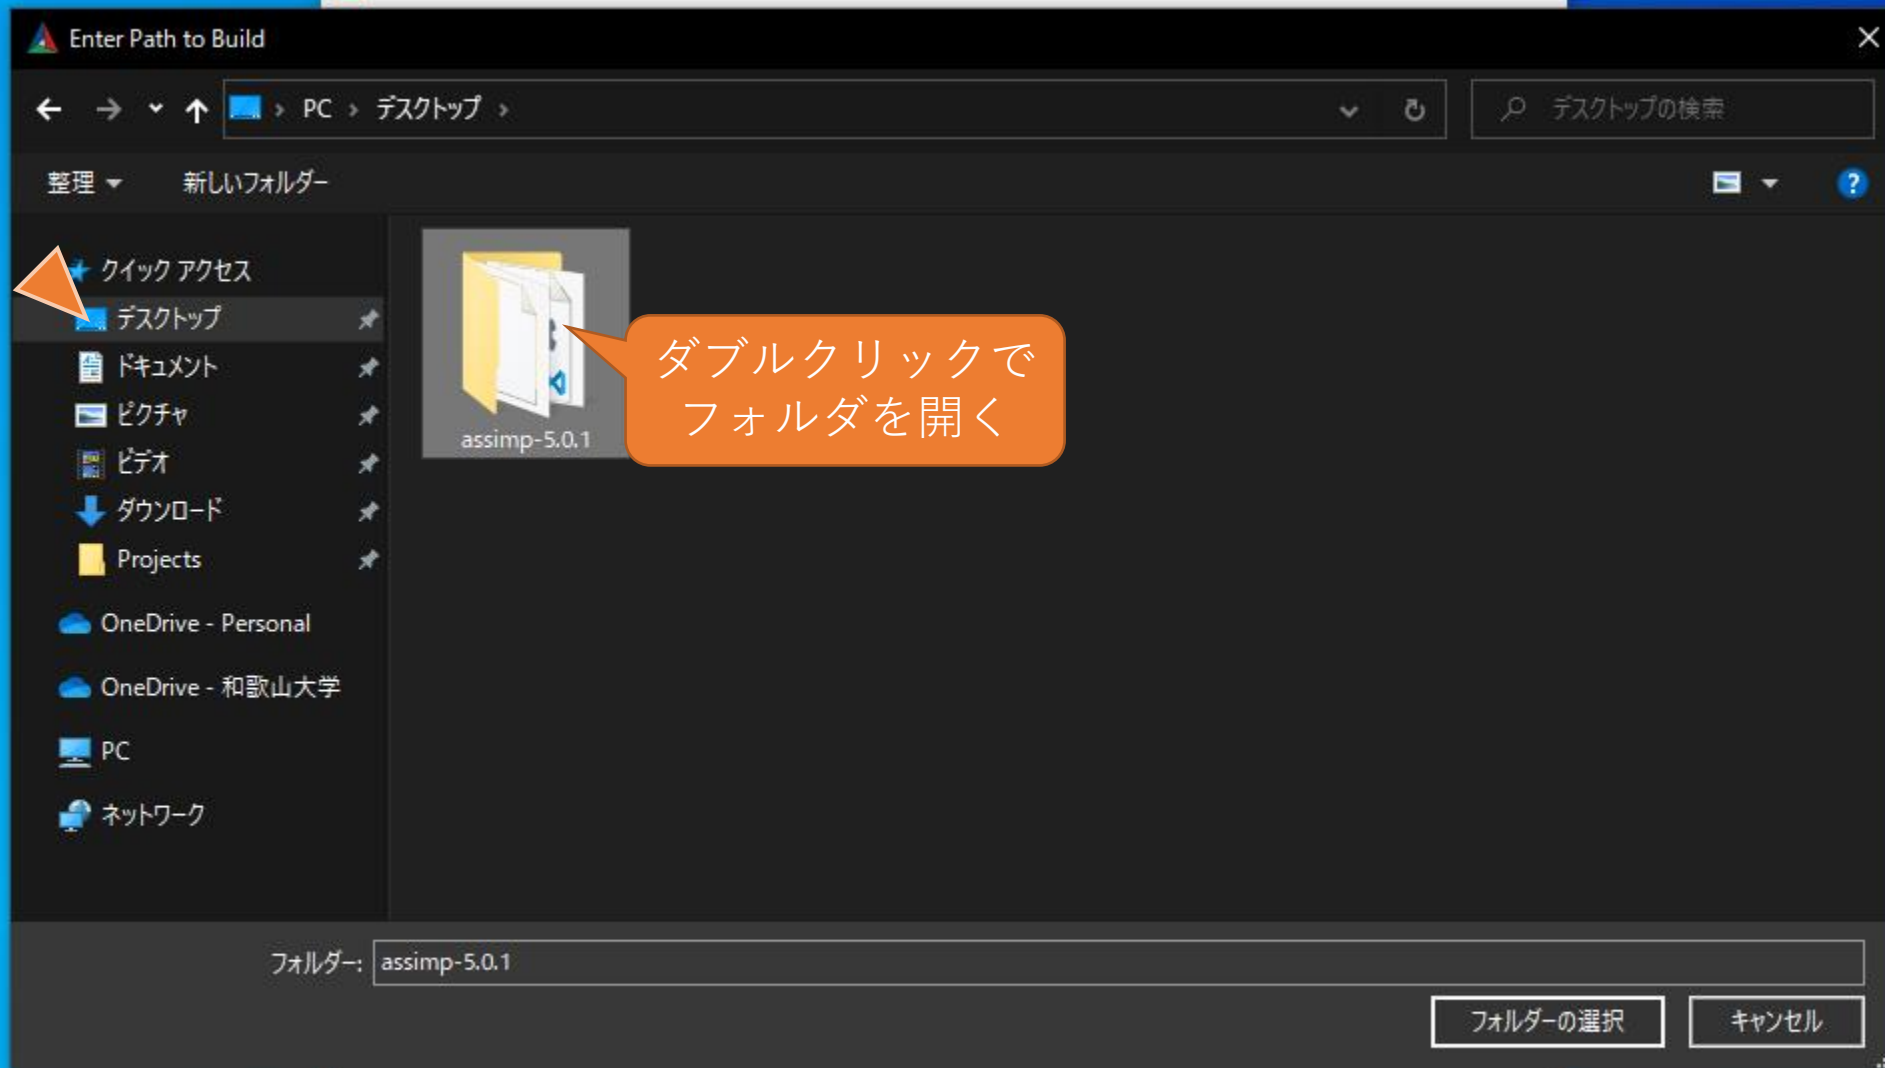 Enter Path to Build
PC デスクトップ
デスクトップの検索
整理
新しいフォルダー
クイック アクセス
デスクトップ
ドキュメント
ピクチャ
ビデオ
ダウンロード
Projects
OneDrive - Personal
OneDrive - 和歌山大学
PC
ネットワーク
assimp-5.0.1
ダブルクリックで
フォルダを開く
フォルダー: assimp-5.0.1
フォルダーの選択
キャンセル